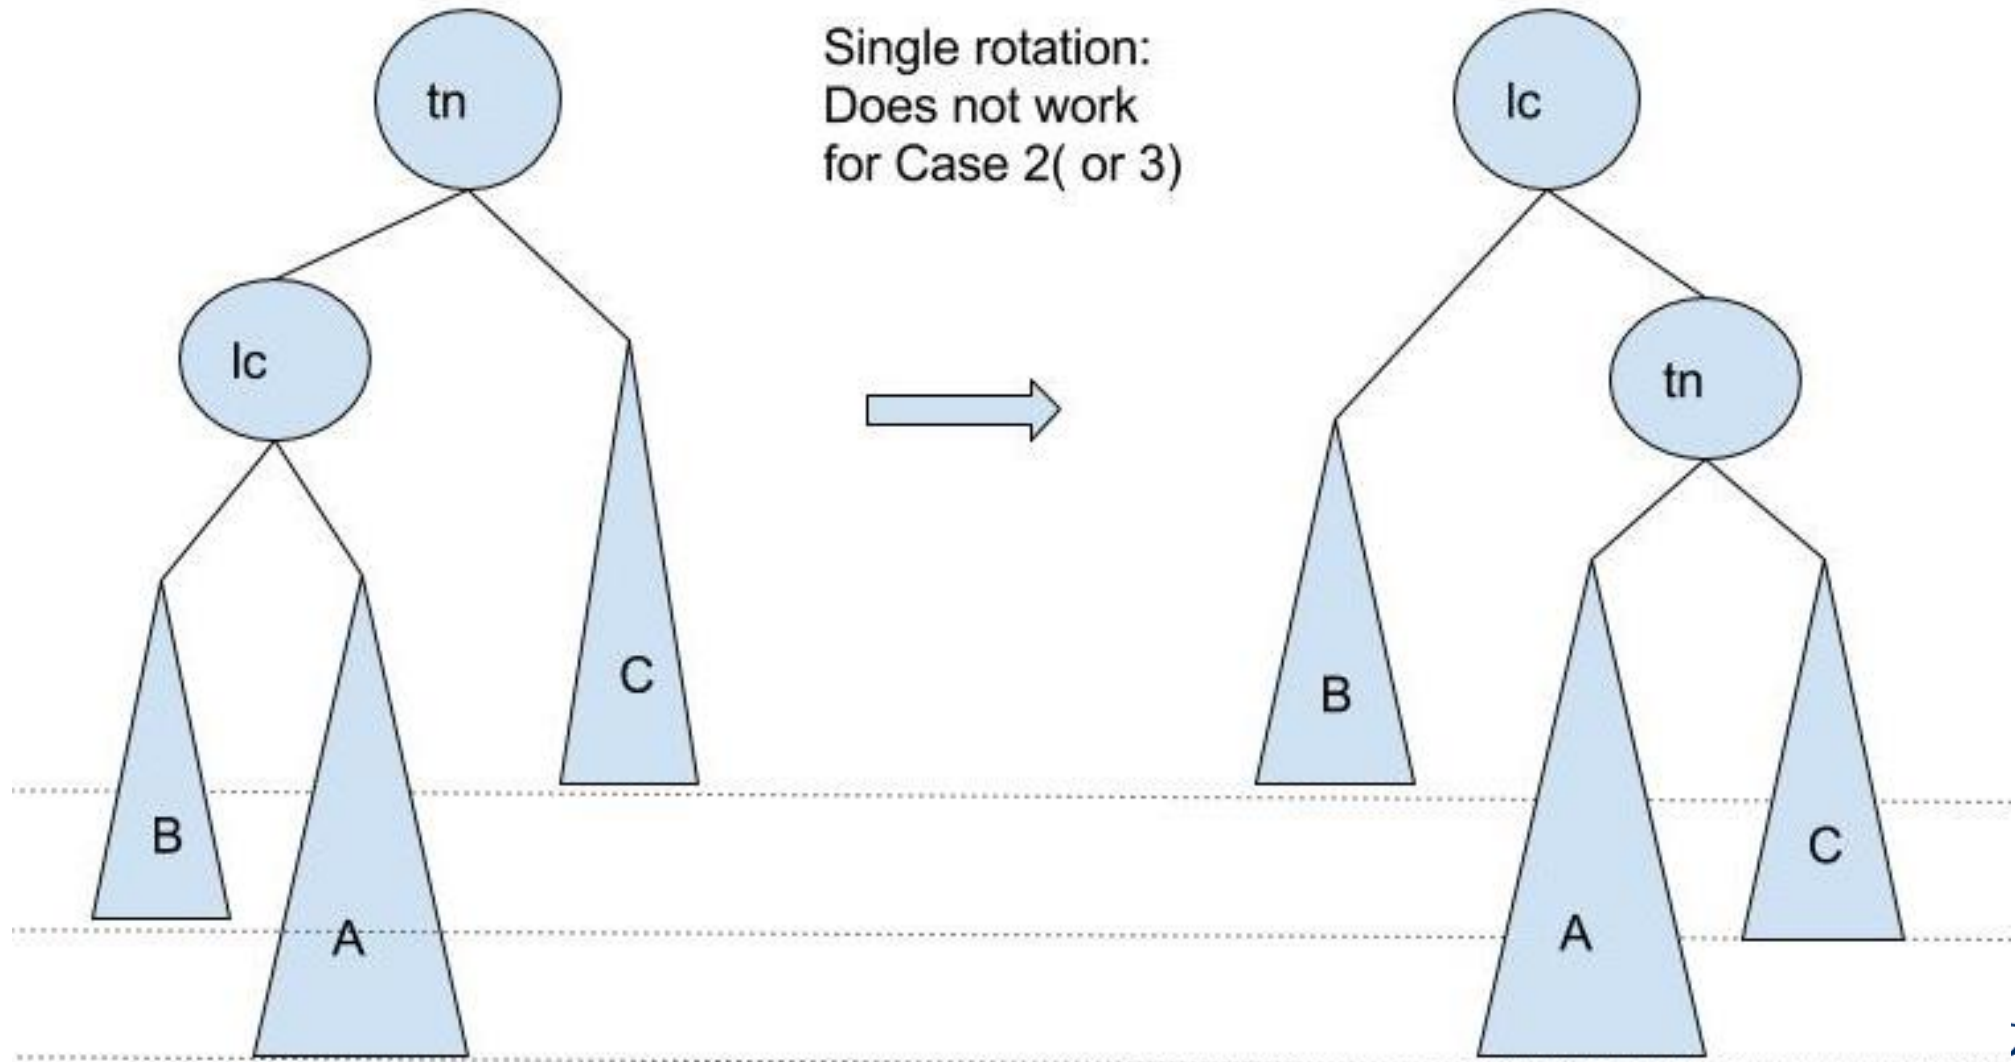 tn
Single rotation:
Does not work
for Case 2( or 3)
lc
lc
tn
C
B
B
A
C
A